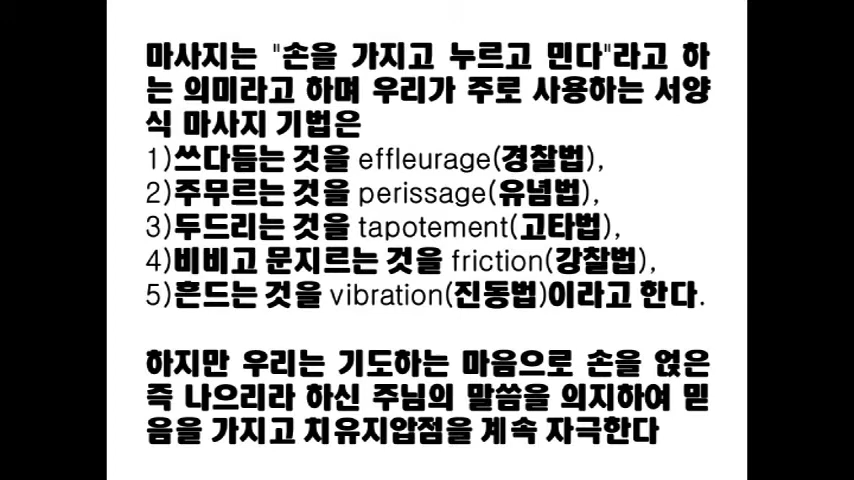 마사지는 "손을 가지고 누르고 민다"라고 하
는 의미라고 하며 우리가 주로 사용하는 서양
식 마사지 기법은
1)쓰다듬는 것을 effleurage(경찰법),
2)주무르는 것을 perissage(유념법),
3)두드리는 것을 tapotement(고타법),
4)비비고 문지르는 것을 friction(강찰법),
5)흔드는 것을 vibration(진동법)이라고 한다.
하지만 우리는 기도하는 마음으로 손을 얹은
즉 나으리라 하신 주님의 말씀을 의지하여 믿
음을 가지고 치유지압점을 계속 자극한다